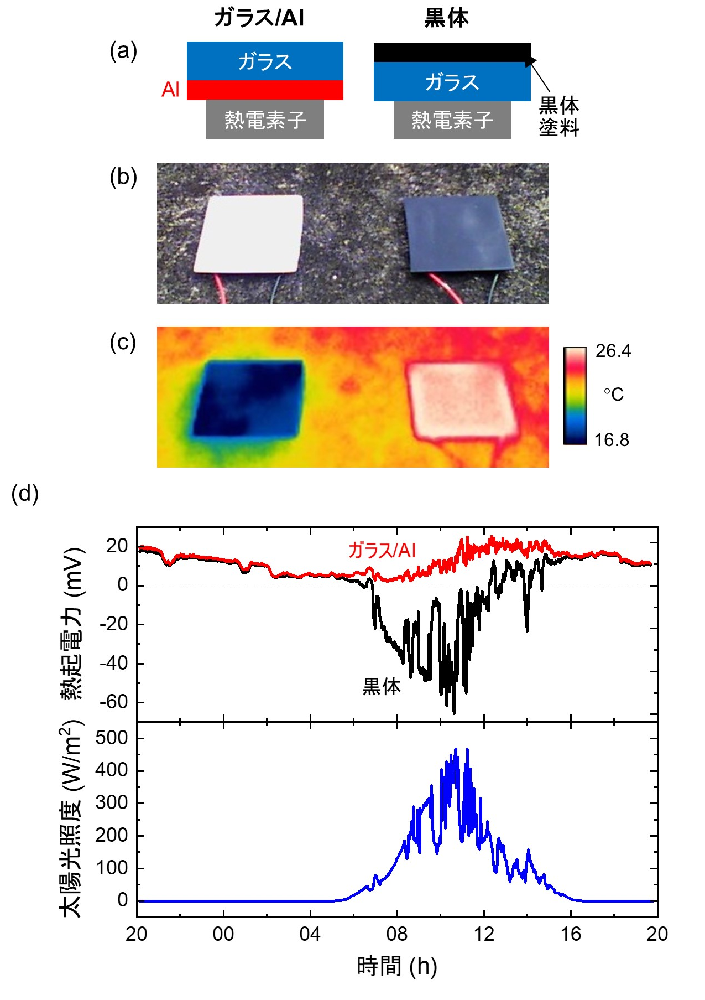 ガラス/Al
黒体
(a)
ガラス
Al
熱電素子
ガラス
熱電素子
黒体
塗料
(b)
(c)
26.4
°C
16.8
(d)
熱起電力 (mV)
20
0
-20
-40
-60
ガラス/Al
黒体
太陽光照度 (W/m²)
500
400
300
200
100
0
20 00 04 08 12 16 20
時間 (h)